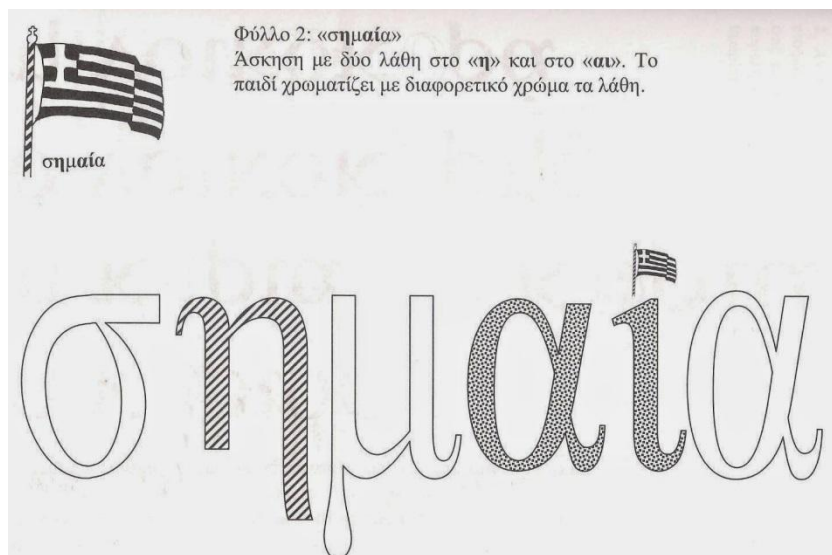 Φύλλο 2: «σημαία»
Άσκηση με δύο λάθη στο «η» και στο «αι». Το
παιδί χρωματίζει με διαφορετικό χρώμα τα λάθη.
σημαία
σημαία